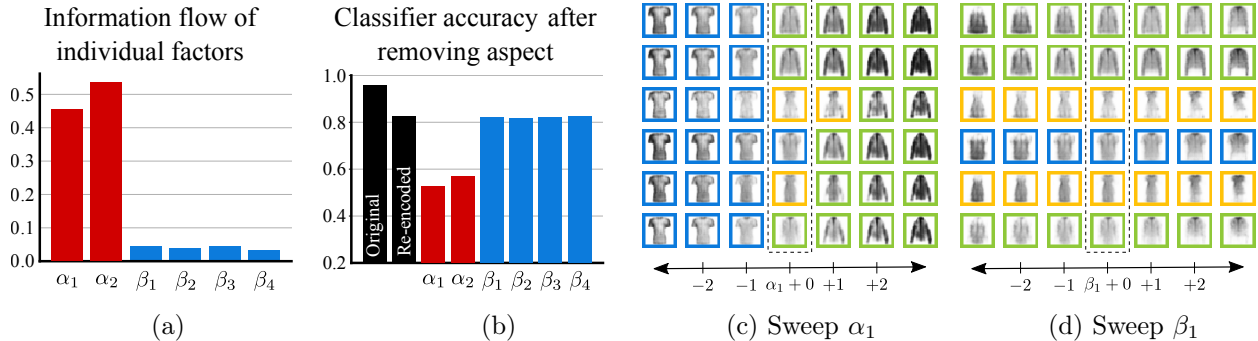 Information flow of
individual factors
0.5
0.4
0.3
0.2
0.1
0.0
α₁ α₂ β₁ β₂ β₃ β₄
(a)
Classifier accuracy after
removing aspect
1.0
0.8
0.6
0.4
0.2
Original
Re-encoded
α₁ α₂ β₁ β₂ β₃ β₄
(b)
−2 −1 α₁ + 0 +1 +2
(c) Sweep α₁
−2 −1 β₁ + 0 +1 +2
(d) Sweep β₁